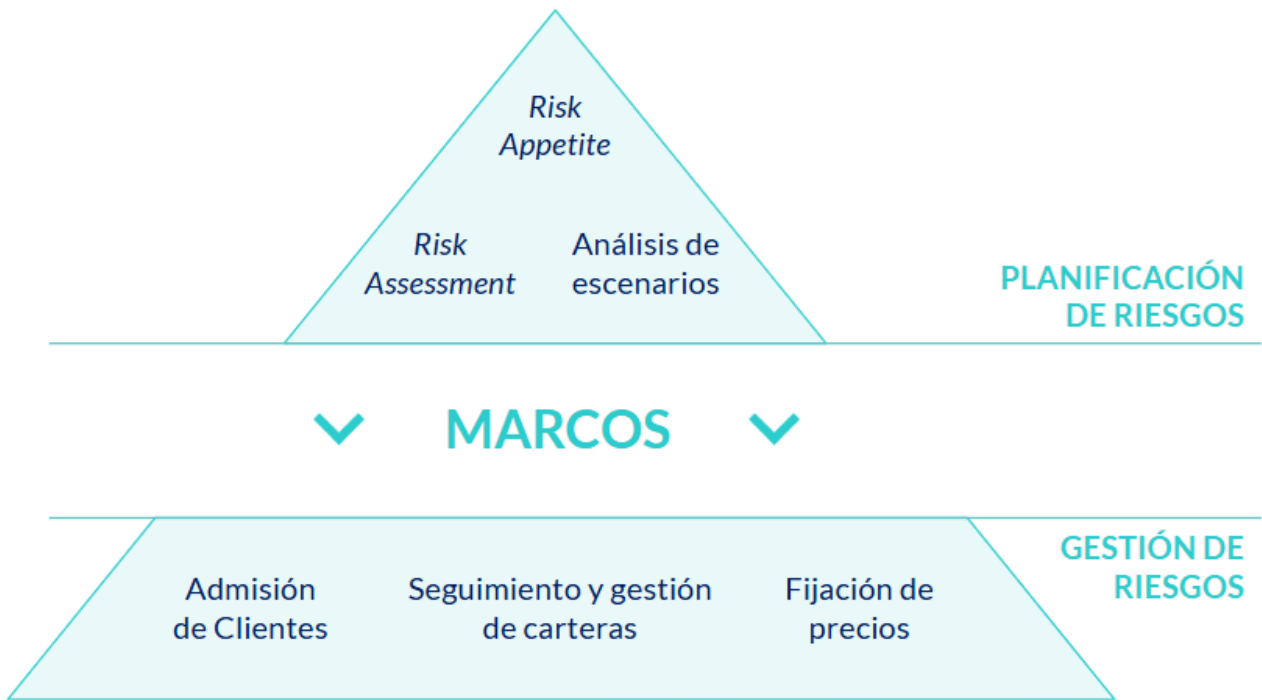 Risk
Appetite
Risk
Assessment
Análisis de
escenarios
PLANIFICACIÓN
DE RIESGOS
MARCOS
GESTIÓN DE
RIESGOS
Admisión
de Clientes
Seguimiento y gestión
de carteras
Fijación de
precios